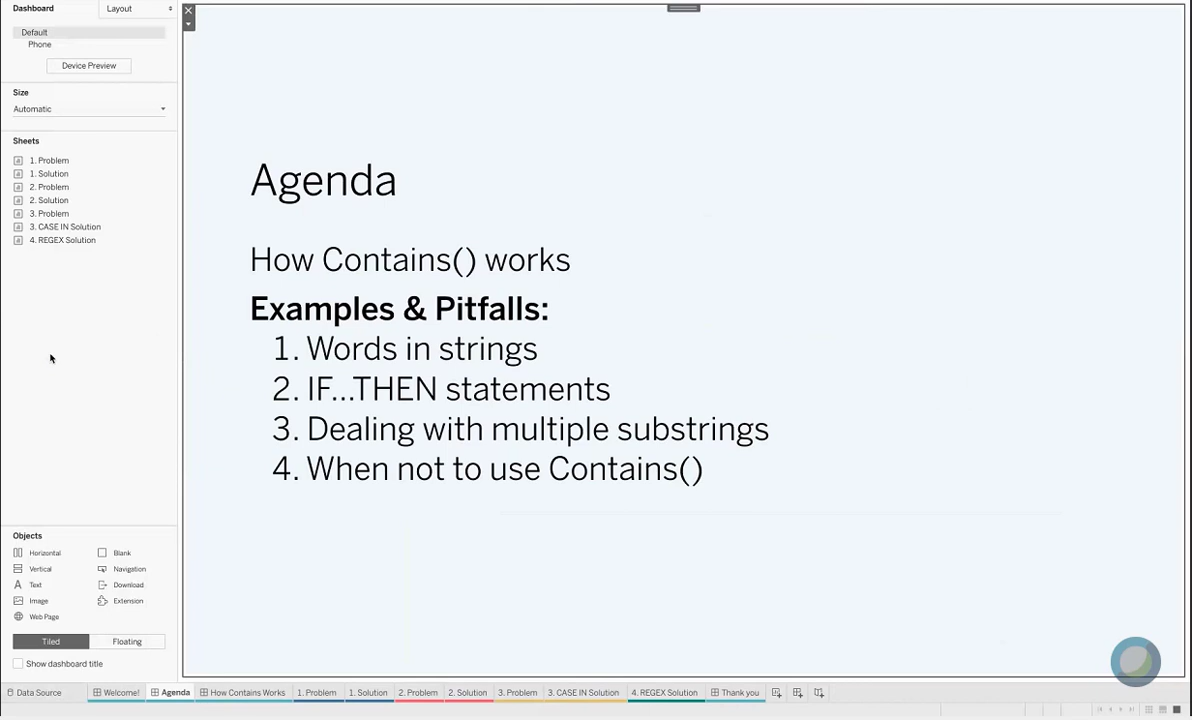 Dashboard
Layout
Default
Phone
Device Preview
Size
Automatic
Sheets
1. Problem
1. Solution
2. Problem
2. Solution
3. Problem
3. CASE IN Solution
4. REGEX Solution
Agenda
How Contains() works
Examples & Pitfalls:
1. Words in strings
2. IF...THEN statements
3. Dealing with multiple substrings
4. When not to use Contains()
Objects
Horizontal
Blank
Vertical
Navigation
Text
Download
Image
Extension
Web Page
Tiled
Floating
Show dashboard title
Data Source
Welcome!
Agenda
How Contains Works
1. Problem
1. Solution
2. Problem
2. Solution
3. Problem
3. CASE IN Solution
4. REGEX Solution
Thank you